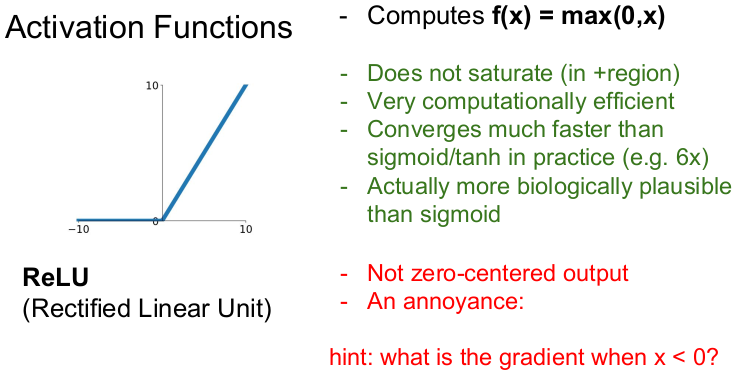 Activation Functions
- Computes f(x) = max(0,x)
- Does not saturate (in +region)
- Very computationally efficient
- Converges much faster than
sigmoid/tanh in practice (e.g. 6x)
- Actually more biologically plausible
than sigmoid
10
0
−10
10
ReLU
(Rectified Linear Unit)
- Not zero-centered output
- An annoyance:
hint: what is the gradient when x < 0?